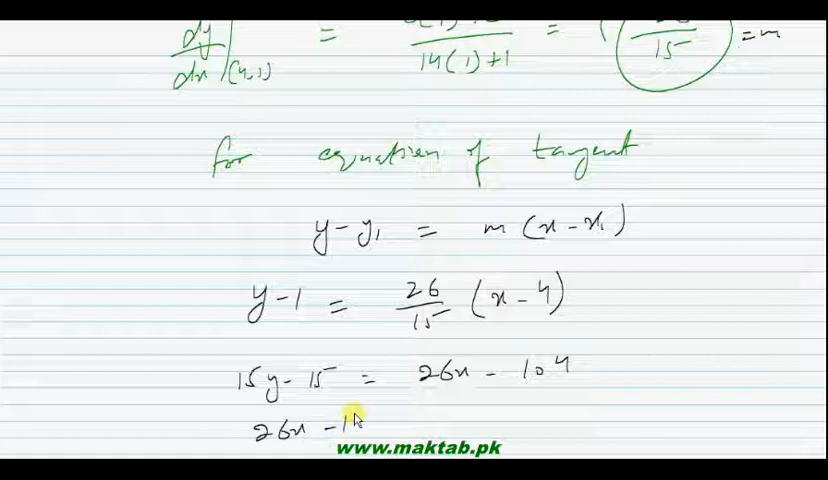 dy/dx|(4,1) = /14(1)+1 = /15 = m
for equation of tangent
y - y₁ = m (x - x₁)
y - 1 = 26/15 (x - 4)
15y - 15 = 26x - 104
26x - 1
www.maktab.pk